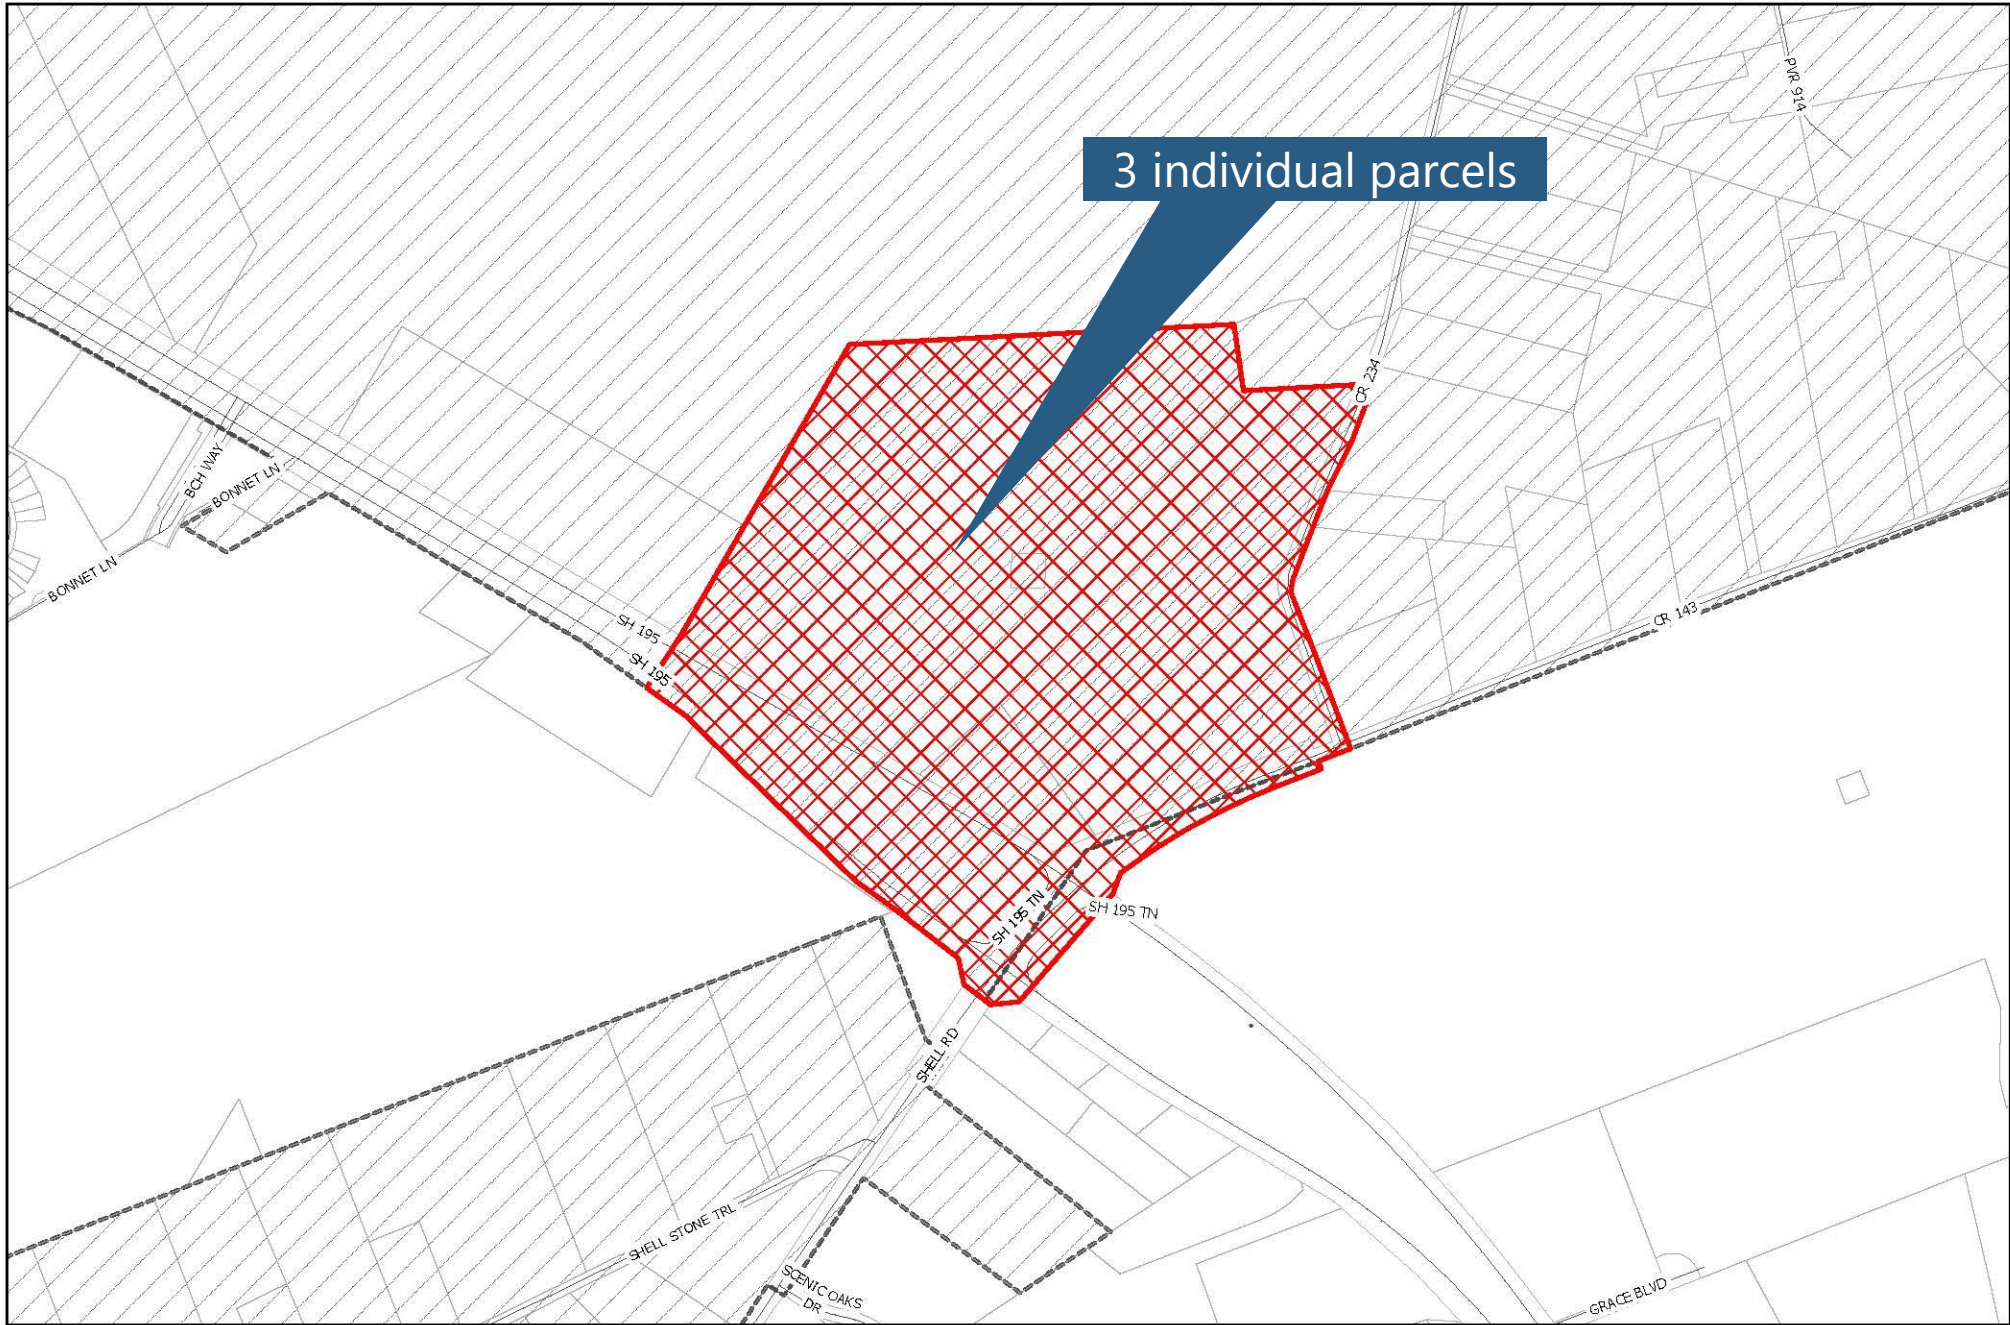 PVR 914
3 individual parcels
CR 234
BCH WAY
BONNET LN
BONNET LN
SH 195
SH 195
CR 143
SH 195 TN
SH 195 TN
SHELL RD
SHELL STONE TRL
SCENIC OAKS
DR
GRACE BLVD